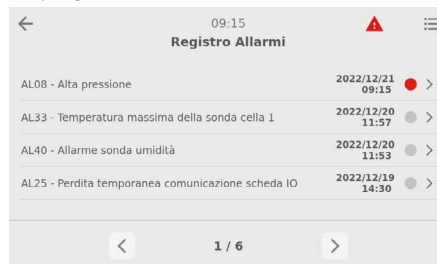 09:15
Registro Allarmi
AL08 - Alta pressione
2022/12/21
09:15
AL33 - Temperatura massima della sonda cella 1
2022/12/20
11:57
AL40 - Allarme sonda umidità
2022/12/20
11:53
AL25 - Perdita temporanea comunicazione scheda IO
2022/12/19
14:30
1 / 6